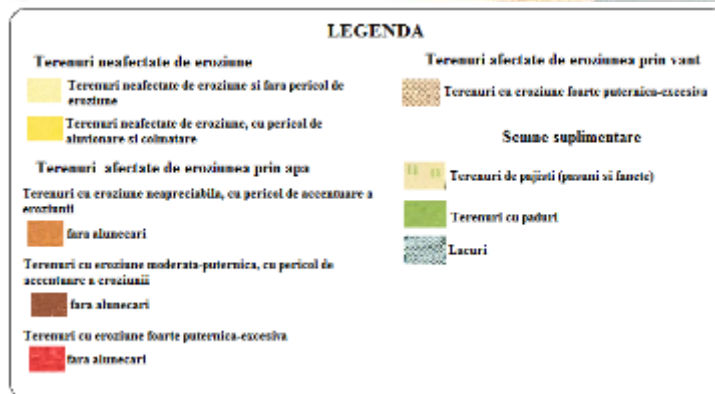 LEGENDA
Terenuri neafectate de eroziune
Terenuri neafectate de eroziune si fara pericol de
eroziune
Terenuri neafectate de eroziune, cu pericol de
aluvionare si colmatare
Terenuri afectate de eroziunea prin apa
Terenuri cu eroziune neapreciabila, cu pericol de accentuare a
eroziunii
fara alunecari
Terenuri cu eroziune moderata-puternica, cu pericol de
accentuare a eroziunii
fara alunecari
Terenuri cu eroziune foarte puternica-excesiva
fara alunecari
Terenuri afectate de eroziunea prin vant
Terenuri cu eroziune foarte puternica-excesiva
Semne suplimentare
Terenuri de pajisti (pasuni si fanete)
Terenuri cu paduri
Lacuri